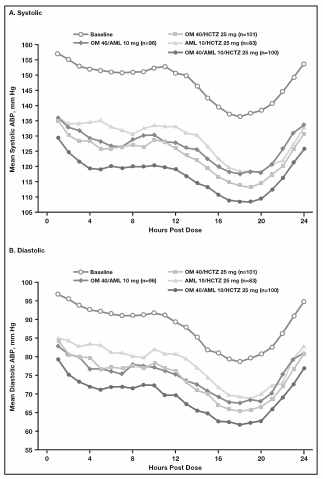 A. Systolic
Baseline
OM 40/AML 10 mg (n=96)
OM 40/HCTZ 25 mg (n=101)
AML 10/HCTZ 25 mg (n=83)
OM 40/AML 10/HCTZ 25 mg (n=100)
Mean Systolic ABP, mm Hg
160
155
150
145
140
135
130
125
120
115
110
105
0
4
8
12
16
20
24
Hours Post Dose
B. Diastolic
Baseline
OM 40/AML 10 mg (n=96)
OM 40/HCTZ 25 mg (n=101)
AML 10/HCTZ 25 mg (n=83)
OM 40/AML 10/HCTZ 25 mg (n=100)
Mean Diastolic ABP, mm Hg
100
95
90
85
80
75
70
65
60
55
0
4
8
12
16
20
24
Hours Post Dose